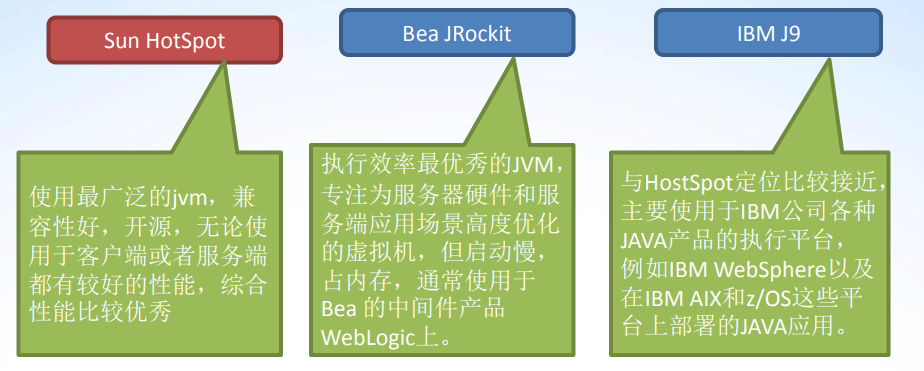 Sun HotSpot
Bea JRockit
IBM J9
使用最广泛的jvm，兼
容性好，开源，无论使
用于客户端或者服务端
都有较好的性能，综合
性能比较优秀
执行效率最优秀的JVM，
专注为服务器硬件和服
务端应用场景高度优化
的虚拟机，但启动慢，
占内存，通常使用于
Bea 的中间件产品
WebLogic上。
与HostSpot定位比较接近，
主要使用于IBM公司各种
JAVA产品的执行平台，
例如IBM WebSphere以及
在IBM AIX和z/OS这些平
台上部署的JAVA应用。